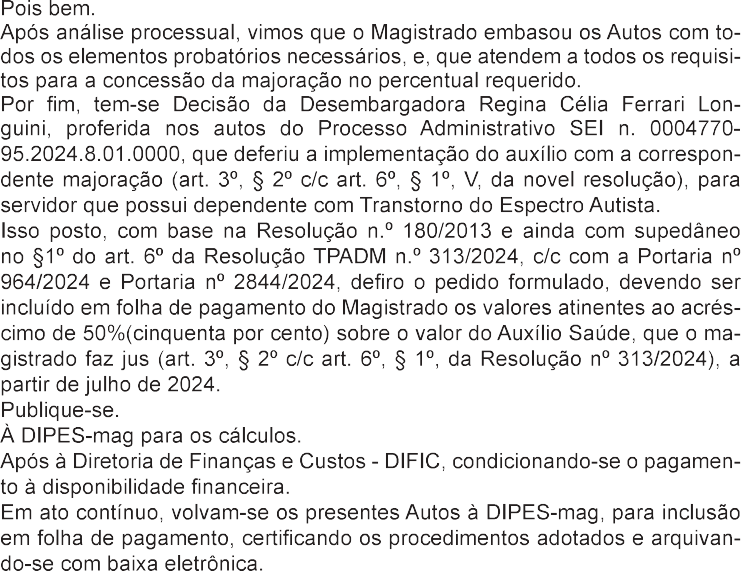 Pois bem.
Após análise processual, vimos que o Magistrado embasou os Autos com to-
dos os elementos probatórios necessários, e, que atendem a todos os requisi-
tos para a concessão da majoração no percentual requerido.
Por fim, tem-se Decisão da Desembargadora Regina Célia Ferrari Lon-
guini, proferida nos autos do Processo Administrativo SEI n. 0004770-
95.2024.8.01.0000, que deferiu a implementação do auxílio com a correspon-
dente majoração (art. 3º, § 2º c/c art. 6º, § 1º, V, da novel resolução), para
servidor que possui dependente com Transtorno do Espectro Autista.
Isso posto, com base na Resolução n.º 180/2013 e ainda com supedâneo
no §1º do art. 6º da Resolução TPADM n.º 313/2024, c/c com a Portaria nº
964/2024 e Portaria nº 2844/2024, defiro o pedido formulado, devendo ser
incluído em folha de pagamento do Magistrado os valores atinentes ao acrés-
cimo de 50%(cinquenta por cento) sobre o valor do Auxílio Saúde, que o ma-
gistrado faz jus (art. 3º, § 2º c/c art. 6º, § 1º, da Resolução nº 313/2024), a
partir de julho de 2024.
Publique-se.
À DIPES-mag para os cálculos.
Após à Diretoria de Finanças e Custos - DIFIC, condicionando-se o pagamen-
to à disponibilidade financeira.
Em ato contínuo, volvam-se os presentes Autos à DIPES-mag, para inclusão
em folha de pagamento, certificando os procedimentos adotados e arquivan-
do-se com baixa eletrônica.